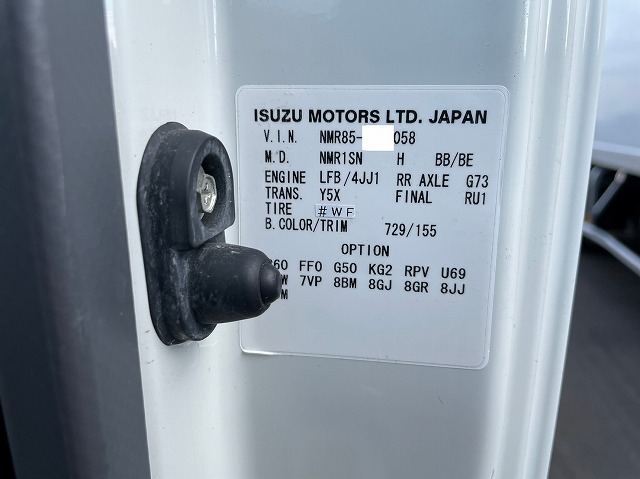 ISUZU MOTORS LTD. JAPAN
V.I.N. NMR85- 058
M.D. NMR1SN H BB/BE
ENGINE LFB/4JJ1 RR AXLE G73
TRANS. Y5X FINAL RU1
TIRE #WF
B.COLOR/TRIM 729/155
OPTION
FF0 G50 KG2 RPV U69
7VP 8BM 8GJ 8GR 8JJ